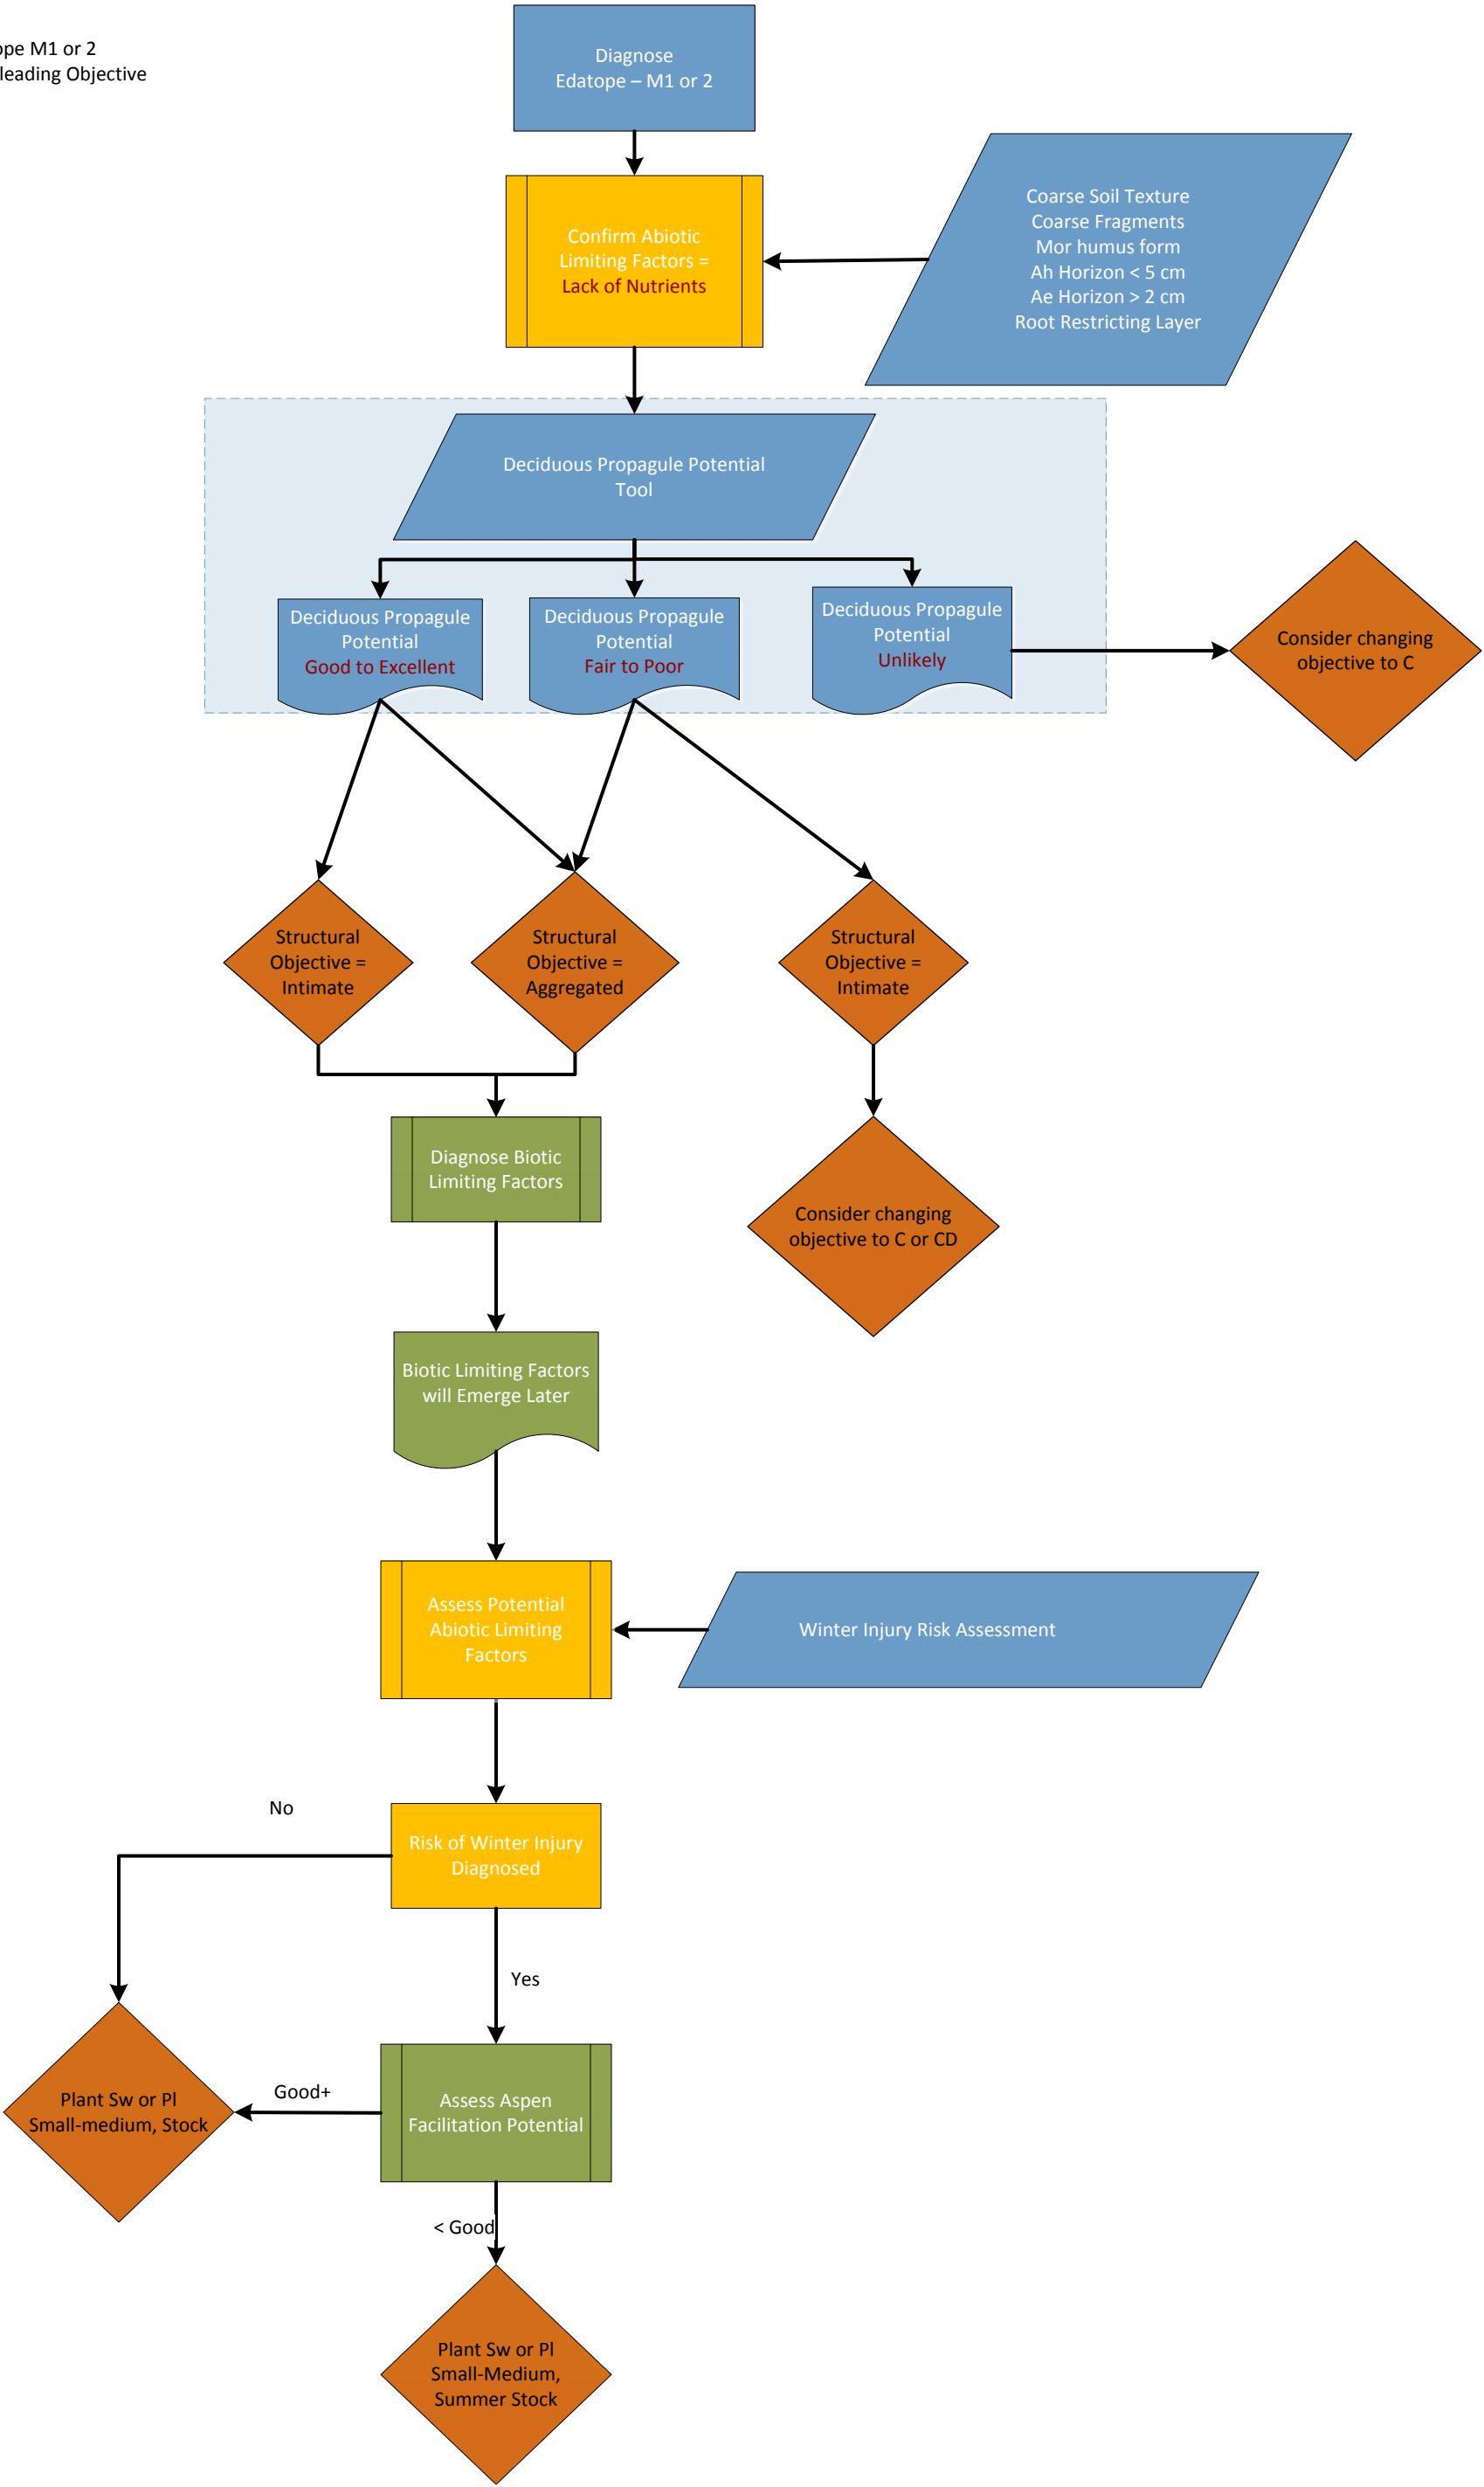 ope M1 or 2
leading Objective
Diagnose
Edatope – M1 or 2
Coarse Soil Texture
Coarse Fragments
Mor humus form
Ah Horizon < 5 cm
Ae Horizon > 2 cm
Root Restricting Layer
Confirm Abiotic
Limiting Factors =
Lack of Nutrients
Deciduous Propagule Potential
Tool
Deciduous Propagule
Potential
Good to Excellent
Deciduous Propagule
Potential
Fair to Poor
Deciduous Propagule
Potential
Unlikely
Consider changing
objective to C
Structural
Objective =
Intimate
Structural
Objective =
Aggregated
Structural
Objective =
Intimate
Diagnose Biotic
Limiting Factors
Consider changing
objective to C or CD
Biotic Limiting Factors
will Emerge Later
Assess Potential
Abiotic Limiting
Factors
Winter Injury Risk Assessment
No
Risk of Winter Injury
Diagnosed
Yes
Plant Sw or Pl
Small-medium, Stock
Good+
Assess Aspen
Facilitation Potential
< Good
Plant Sw or Pl
Small-Medium,
Summer Stock